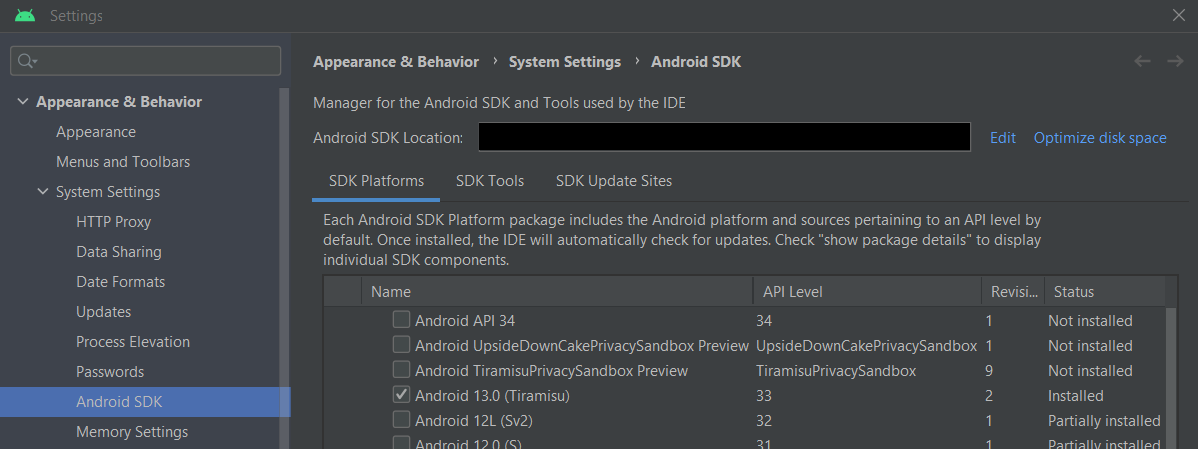 Settings
Appearance & Behavior
Appearance
Menus and Toolbars
System Settings
HTTP Proxy
Data Sharing
Date Formats
Updates
Process Elevation
Passwords
Android SDK
Memory Settings
Appearance & Behavior › System Settings › Android SDK
Manager for the Android SDK and Tools used by the IDE
Android SDK Location: Edit Optimize disk space
SDK Platforms SDK Tools SDK Update Sites
Each Android SDK Platform package includes the Android platform and sources pertaining to an API level by
default. Once installed, the IDE will automatically check for updates. Check "show package details" to display
individual SDK components.
Name API Level Revisi... Status
Android API 34 34 1 Not installed
Android UpsideDownCakePrivacySandbox Preview UpsideDownCakePrivacySandbox 1 Not installed
Android TiramisuPrivacySandbox Preview TiramisuPrivacySandbox 9 Not installed
Android 13.0 (Tiramisu) 33 2 Installed
Android 12L (Sv2) 32 1 Partially installed
Android 12.0 (S) 31 1 Partially installed